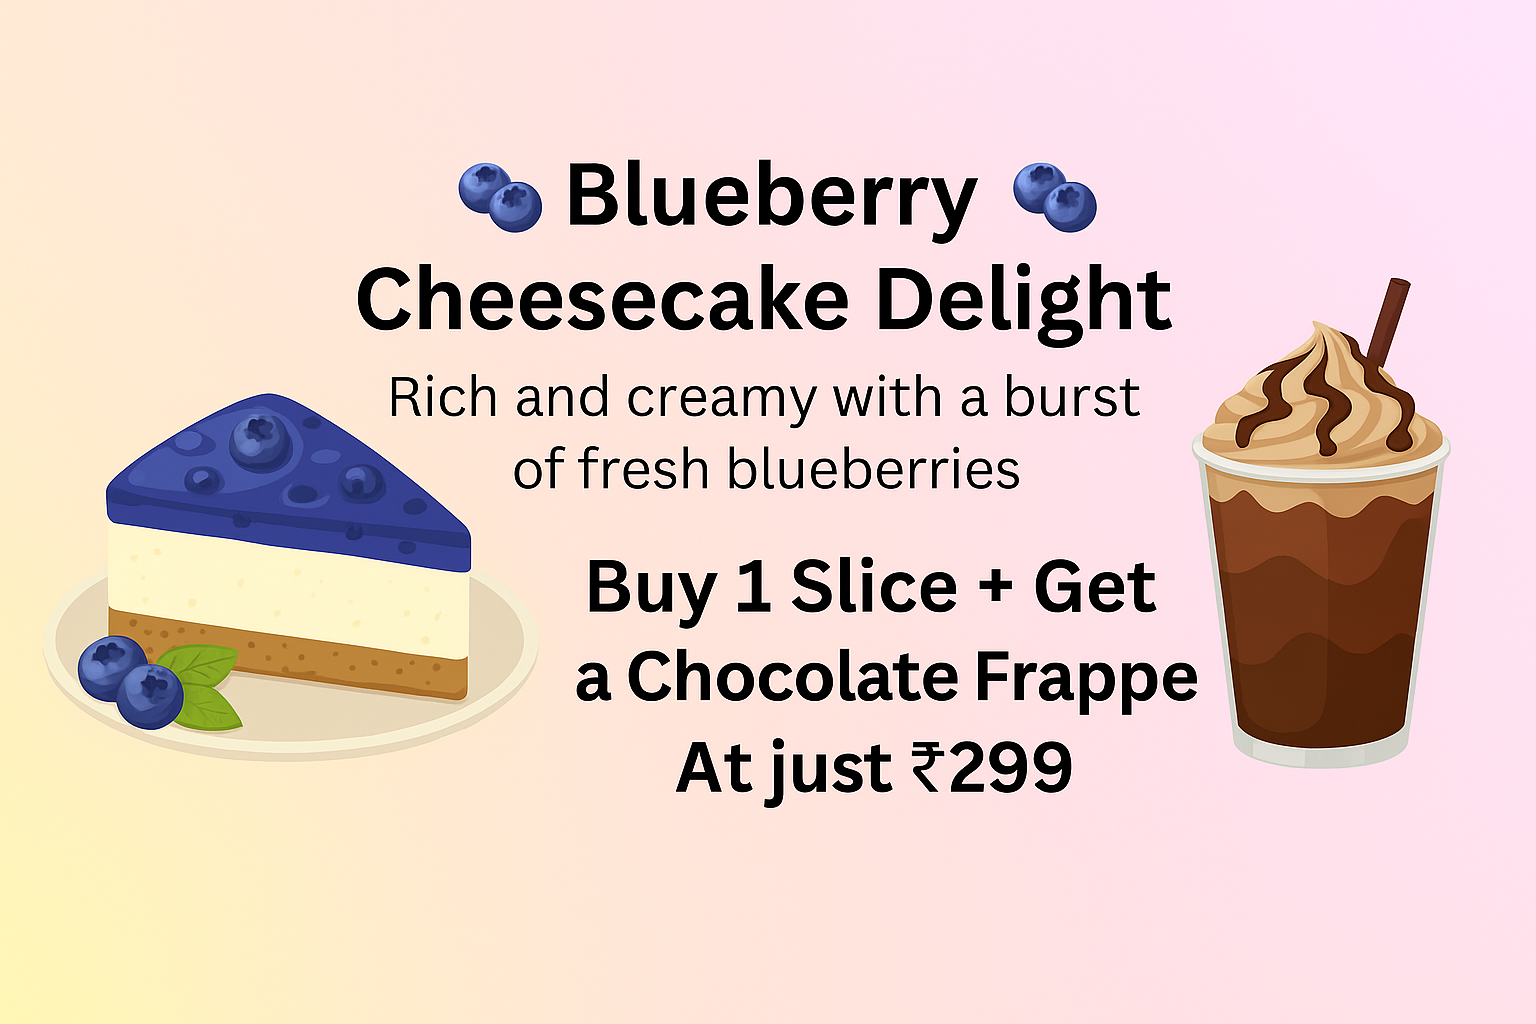 Blueberry
Cheesecake Delight
Rich and creamy with a burst
of fresh blueberries
Buy 1 Slice + Get
a Chocolate Frappe
At just ₹299